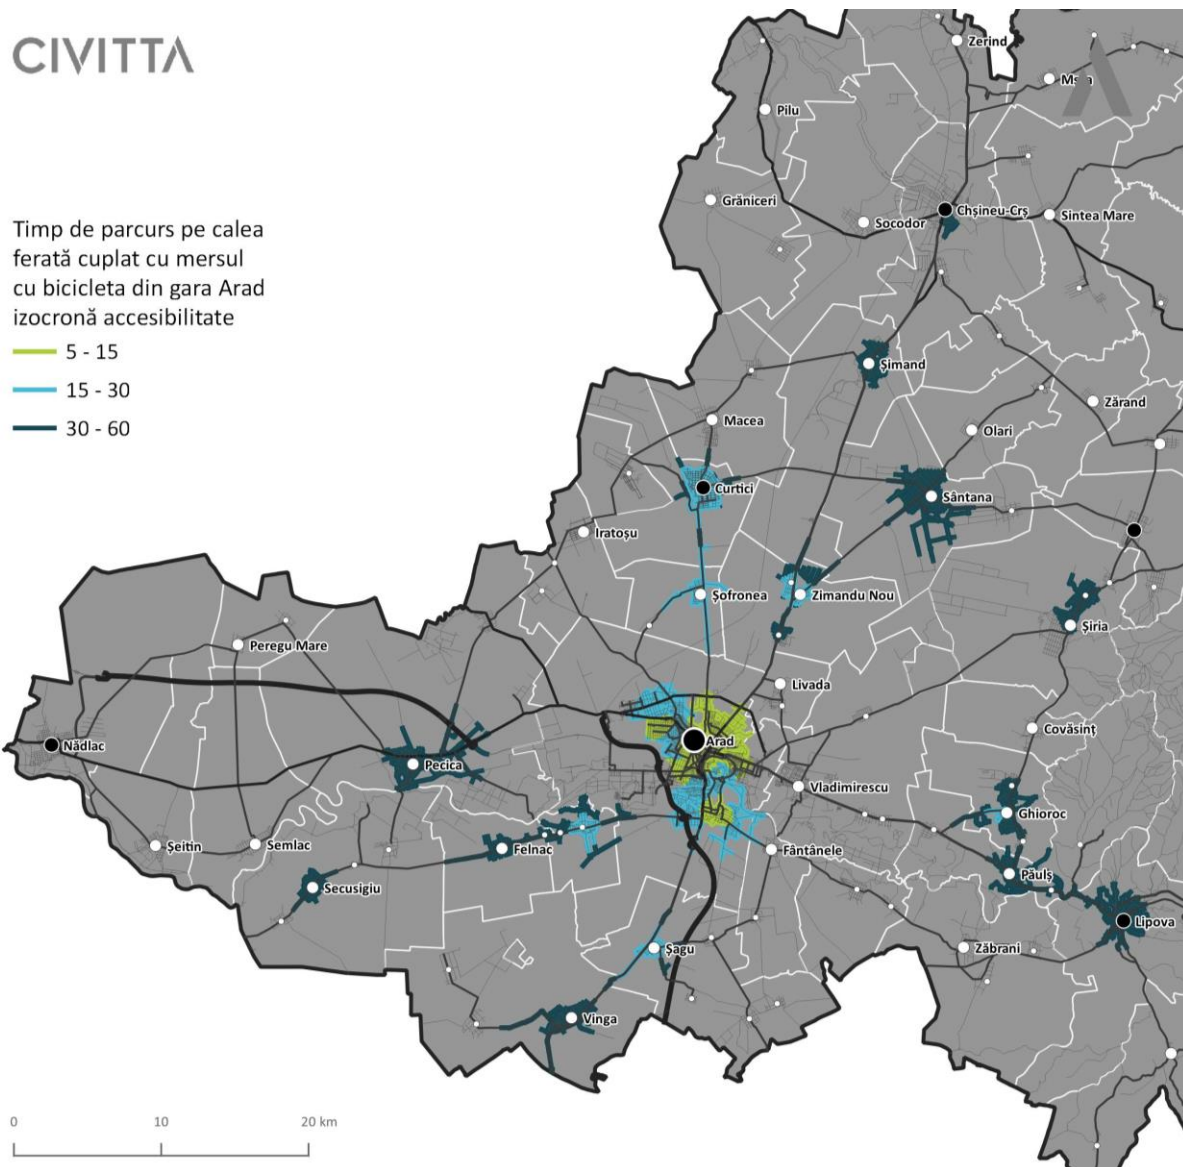 CIVITTA
Zerind
Pilu
Grăniceri
Chșineu-Crș
Socodor
Sintea Mare
Timp de parcurs pe calea
ferată cuplat cu mersul
cu bicicleta din gara Arad
izocronă accesibilitate
5 - 15
15 - 30
30 - 60
Șimand
Zărand
Macea
Olari
Curtici
Sântana
Iratoșu
Șofronea
Zimandu Nou
Șiria
Peregu Mare
Livada
Covăsinț
Arad
Nădlac
Pecica
Vladimirescu
Ghioroc
Șeitin
Semlac
Felnac
Fântânele
Păulș
Secusigiu
Lipova
Șagu
Zăbrani
Vinga
0 10 20 km